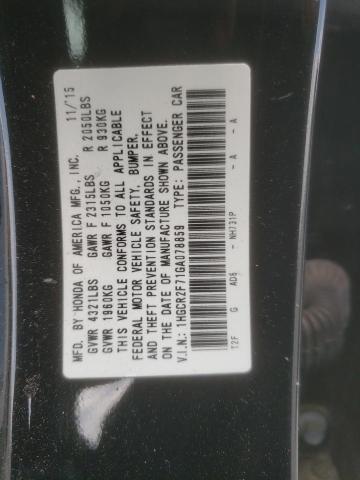 MFD. BY HONDA OF AMERICA MFG., INC. 11/15
GVWR 4321LBS GAWR F 2315LBS R 2050LBS
GVWR 1960KG GAWR F 1050KG R 930KG
THIS VEHICLE CONFORMS TO ALL APPLICABLE
FEDERAL MOTOR VEHICLE SAFETY, BUMPER,
AND THEFT PREVENTION STANDARDS IN EFFECT
ON THE DATE OF MANUFACTURE SHOWN ABOVE.
V.I.N.: 1HGCR2F71GA078859 TYPE: PASSENGER CAR
T2F G AD6 - NH731P - A - A